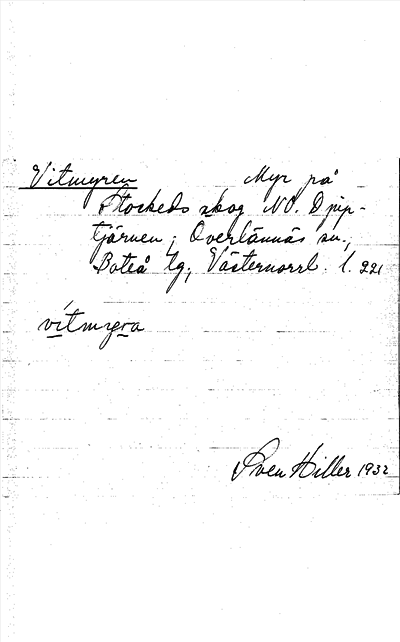 Vitmyren Myr på
Stockeds skog NO. Djup-
tjärnen; Överlännäs sn.,
Boteå tg, Västernorrl. l. 221
vitmyra
Sven Hiller 1932